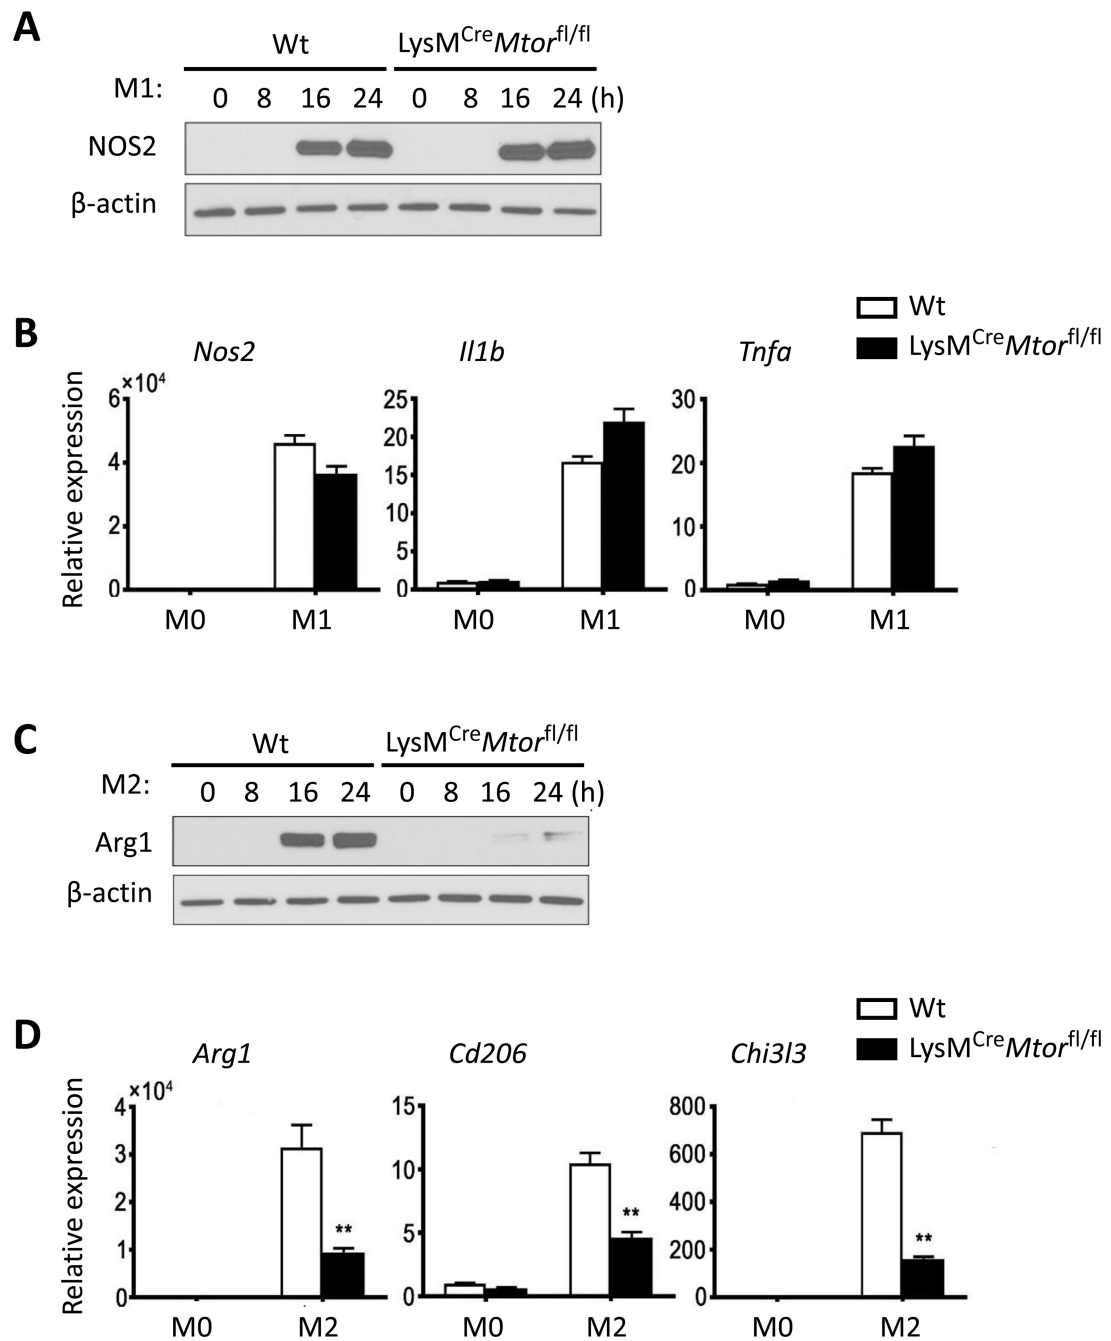 A
Wt LysMCreMtorfl/fl
M1: 0 8 16 24 0 8 16 24 (h)
NOS2
β-actin
Wt
LysMCreMtorfl/fl
B
Nos2 Il1b Tnfa
Relative expression
×10⁴
6
4
2
0
M0 M1
25
20
15
10
5
0
M0 M1
30
20
10
0
M0 M1
C
Wt LysMCreMtorfl/fl
M2: 0 8 16 24 0 8 16 24 (h)
Arg1
β-actin
Wt
LysMCreMtorfl/fl
D
Arg1 Cd206 Chi3l3
Relative expression
×10⁴
4
3
2
1
0
**
M0 M2
15
10
5
0
**
M0 M2
800
600
400
200
0
**
M0 M2